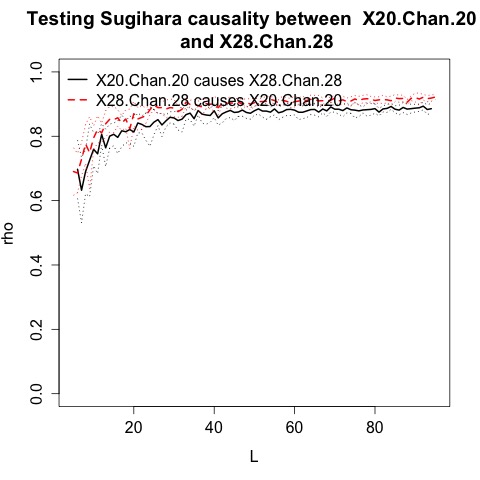 Testing Sugihara causality between X20.Chan.20
and X28.Chan.28
X20.Chan.20 causes X28.Chan.28
X28.Chan.28 causes X20.Chan.20
rho
1.0
0.8
0.6
0.4
0.2
0.0
20
40
60
80
L